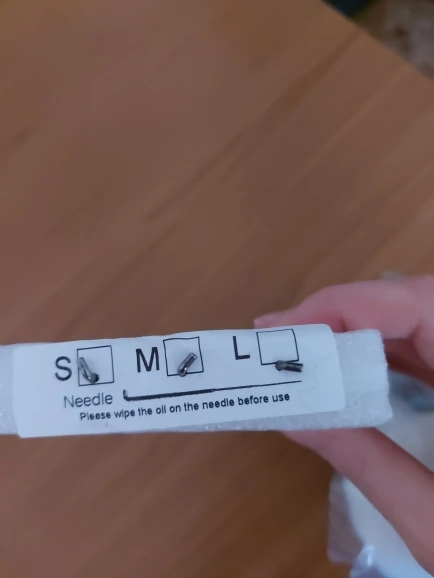 S M L
Needle
Please wipe the oil on the needle before use